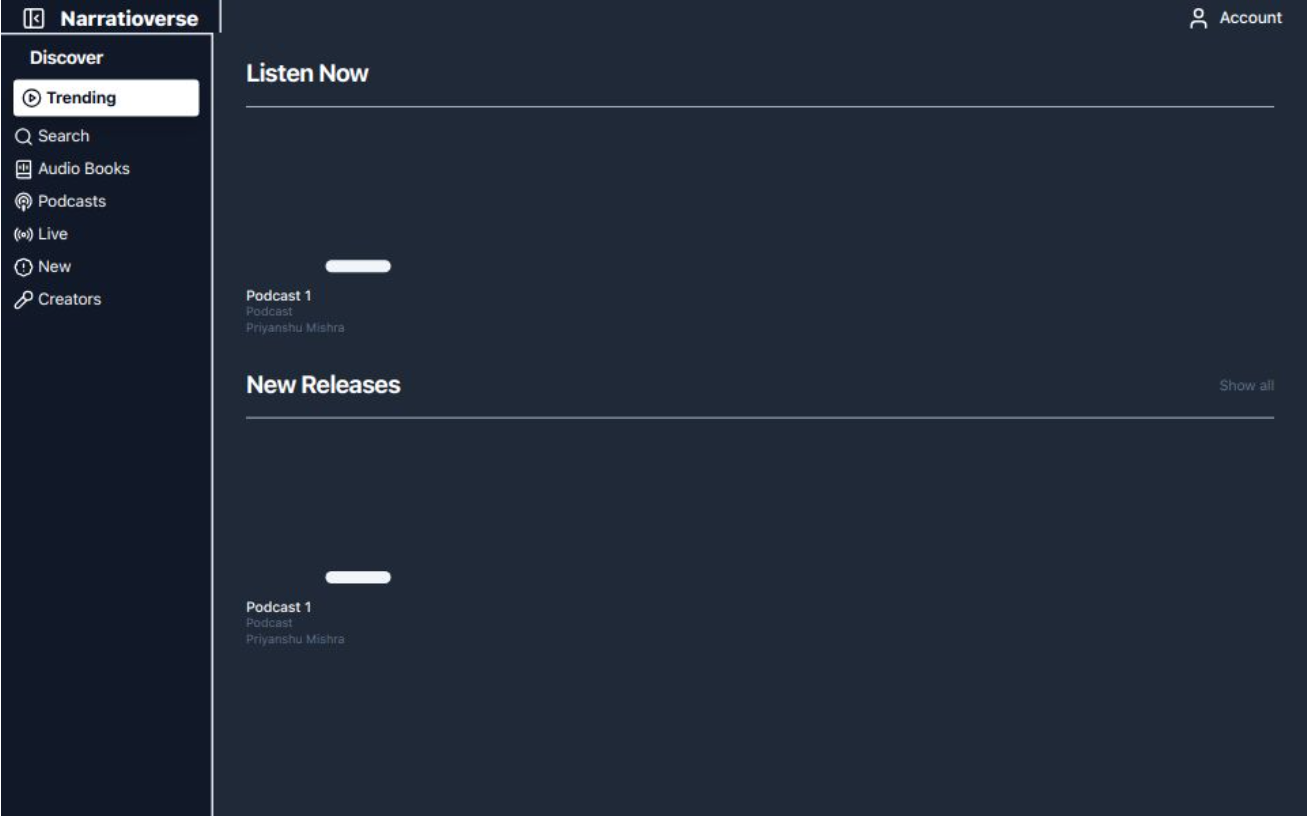 Narratioverse
Account
Discover
Trending
Search
Audio Books
Podcasts
Live
New
Creators
Listen Now
Podcast 1
Podcast
Priyanshu Mishra
New Releases
Show all
Podcast 1
Podcast
Priyanshu Mishra